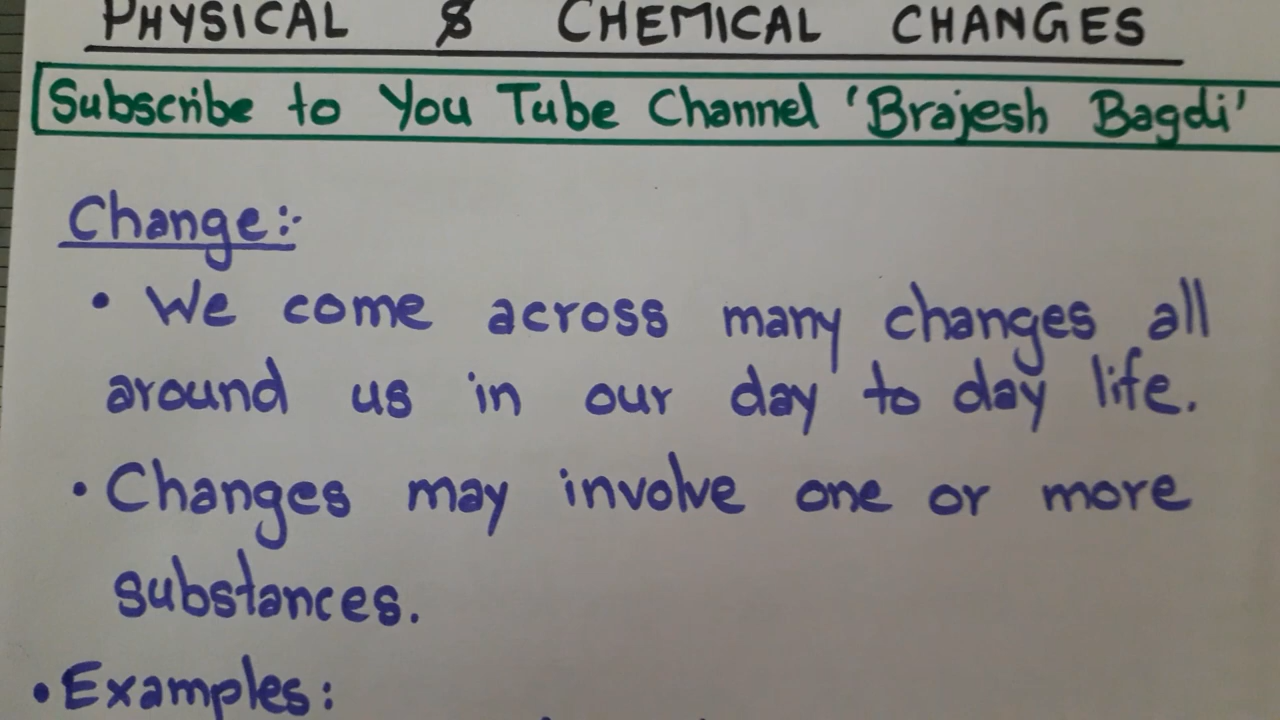 PHYSICAL & CHEMICAL CHANGES
Subscribe to You Tube Channel 'Brajesh Bagdi'
Change:-
• We come across many changes all
around us in our day to day life.
• Changes may involve one or more
substances.
• Examples: